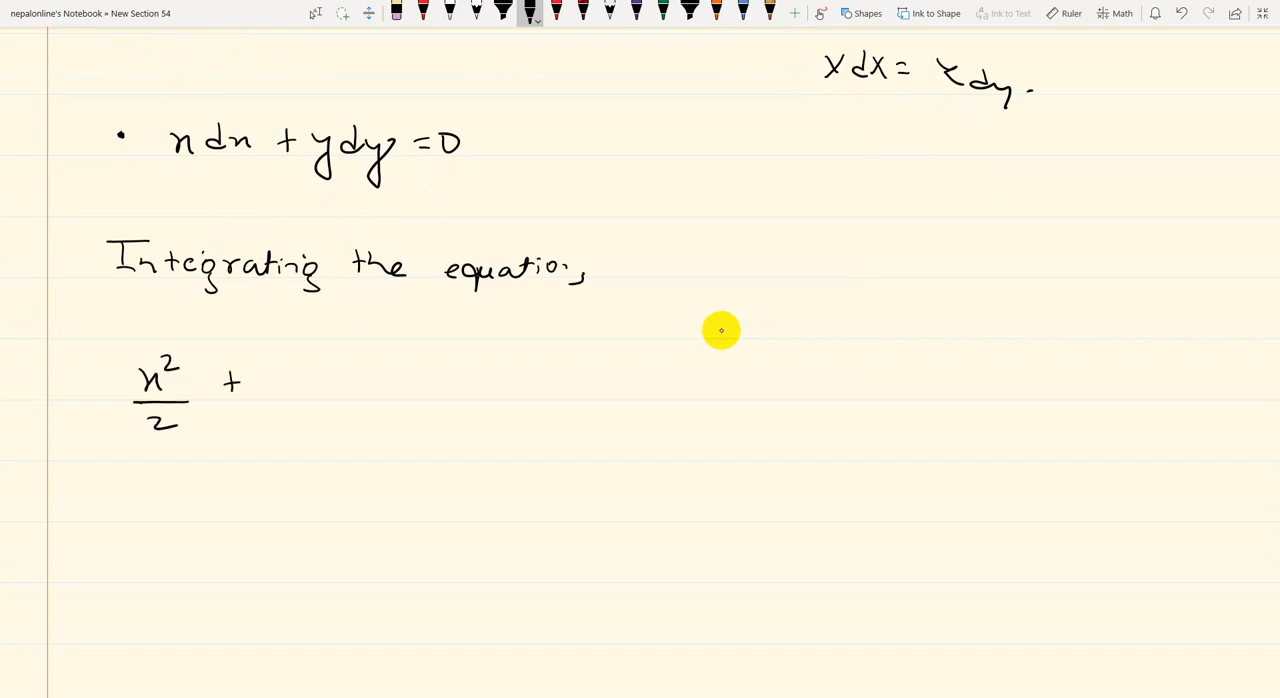 nepalonline's Notebook » New Section 54
Shapes Ink to Shape Ink to Text Ruler Math
X dX = Y dy.
• x dx + y dy = 0
Integrating the equation,
x²/2 +